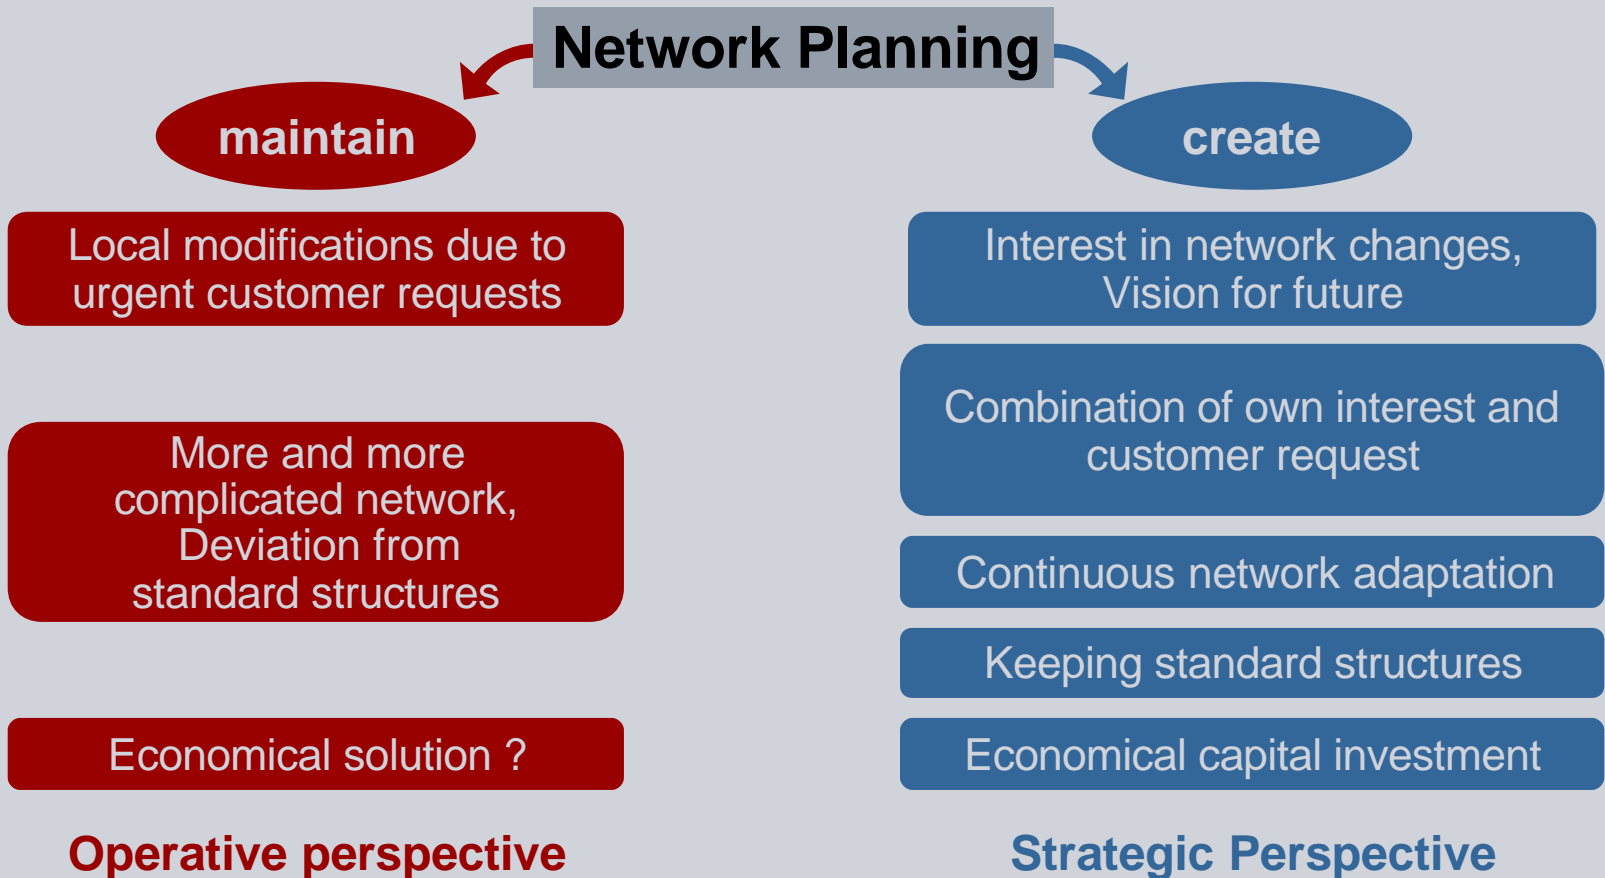 Network Planning
maintain
Local modifications due to
urgent customer requests
More and more
complicated network,
Deviation from
standard structures
Economical solution ?
Operative perspective
create
Interest in network changes,
Vision for future
Combination of own interest and
customer request
Continuous network adaptation
Keeping standard structures
Economical capital investment
Strategic Perspective